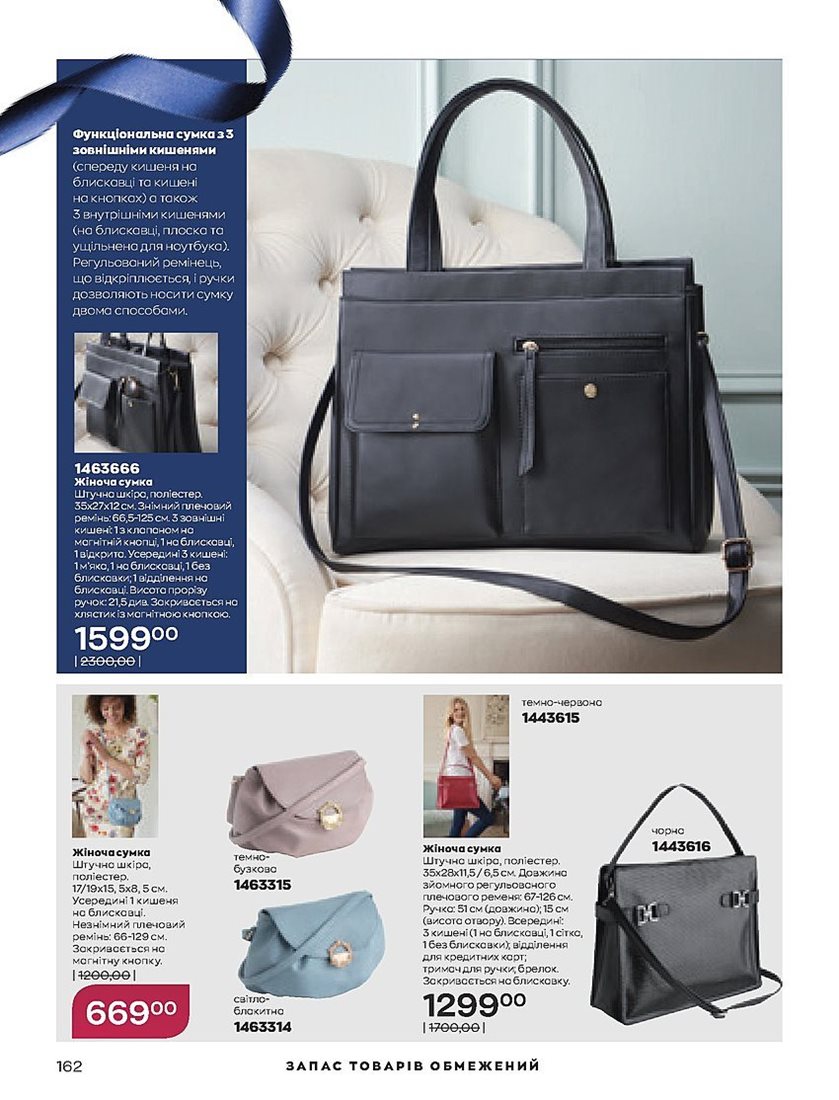 Функціональна сумка з 3
зовнішніми кишенями
(спереду кишеня на
блискавці та кишені
на кнопках) а також
3 внутрішніми кишенями
(на блискавці, плоска та
ущільнена для ноутбука).
Регульований ремінець,
що відкріплюється, і ручки
дозволяють носити сумку
двома способами.
1463666
Жіноча сумка
Штучна шкіра, поліестер.
35х27х12 см. Знімний плечовий
ремінь: 66,5-125 см. 3 зовнішні
кишені: 1 з клапаном на
магнітній кнопці, 1 на блискавці,
1 відкрита. Усередині 3 кишені:
1 м'яка, 1 на блискавці, 1 без
блискавки; 1 відділення на
блискавці. Висота прорізу
ручок: 21,5 див. Закривається на
хлястик із магнітною кнопкою.
1599⁰⁰
| 2300,00 |
Жіноча сумка
Штучна шкіра,
поліестер.
17/19х15, 5х8, 5 см.
Усередині 1 кишеня
на блискавці.
Незнімний плечовий
ремінь: 66-129 см.
Закривається на
магнітну кнопку.
| 1200,00 |
669⁰⁰
темно-
бузкова
1463315
світло-
блакитна
1463314
темно-червона
1443615
Жіноча сумка
Штучна шкіра, поліестер.
35х28х11,5 / 6,5 см. Довжина
зйомного регульованого
плечового ременя: 67-126 см.
Ручка: 51 см (довжина); 15 см
(висота отвору). Всередині:
3 кишені (1 на блискавці, 1 сітка,
1 без блискавки); відділення
для кредитних карт;
тримач для ручки; брелок.
Закривається на блискавку.
1299⁰⁰
| 1700,00 |
чорна
1443616
162
ЗАПАС ТОВАРІВ ОБМЕЖЕНИЙ